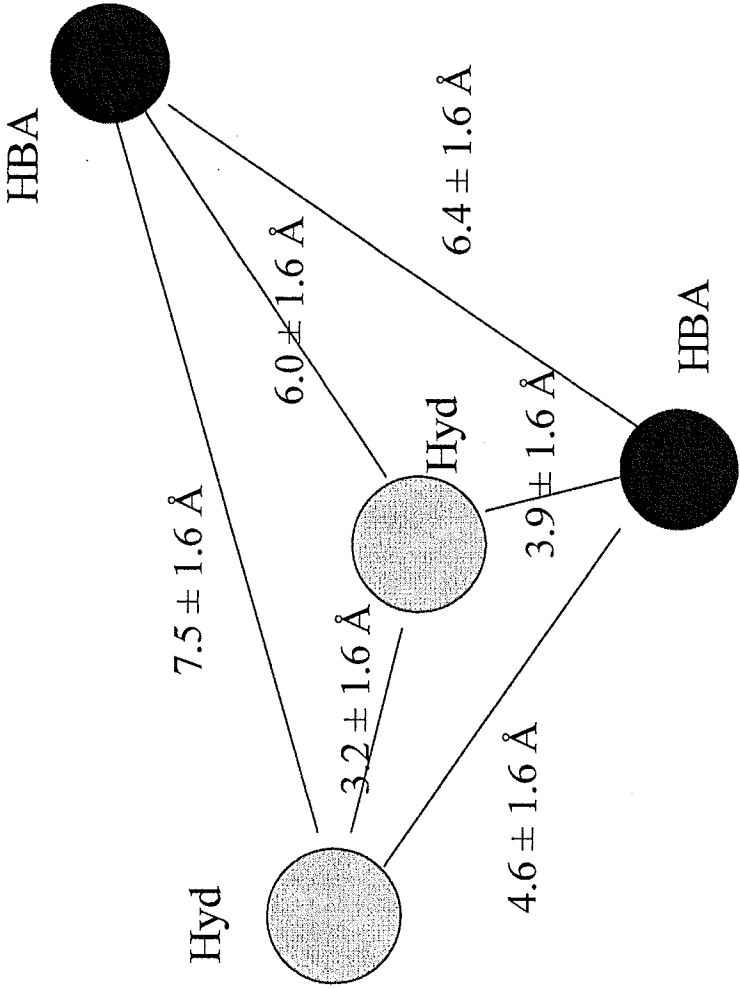 HBA
6.4 ± 1.6 Å
6.0 ± 1.6 Å
HBA
Hyd
3.9 ± 1.6 Å
7.5 ± 1.6 Å
3.2 ± 1.6 Å
4.6 ± 1.6 Å
Hyd